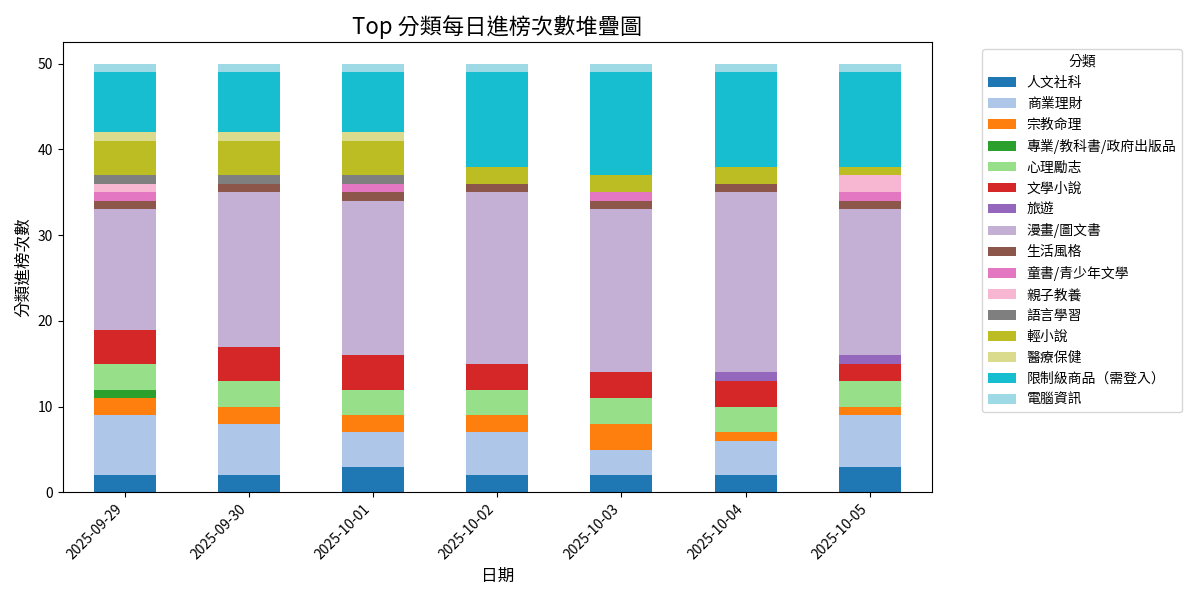 Top 分類每日進榜次數堆疊圖
分類進榜次數
50
40
30
20
10
0
2025-09-29
2025-09-30
2025-10-01
2025-10-02
2025-10-03
2025-10-04
2025-10-05
日期
分類
人文社科
商業理財
宗教命理
專業/教科書/政府出版品
心理勵志
文學小說
旅遊
漫畫/圖文書
生活風格
童書/青少年文學
親子教養
語言學習
輕小說
醫療保健
限制級商品（需登入）
電腦資訊